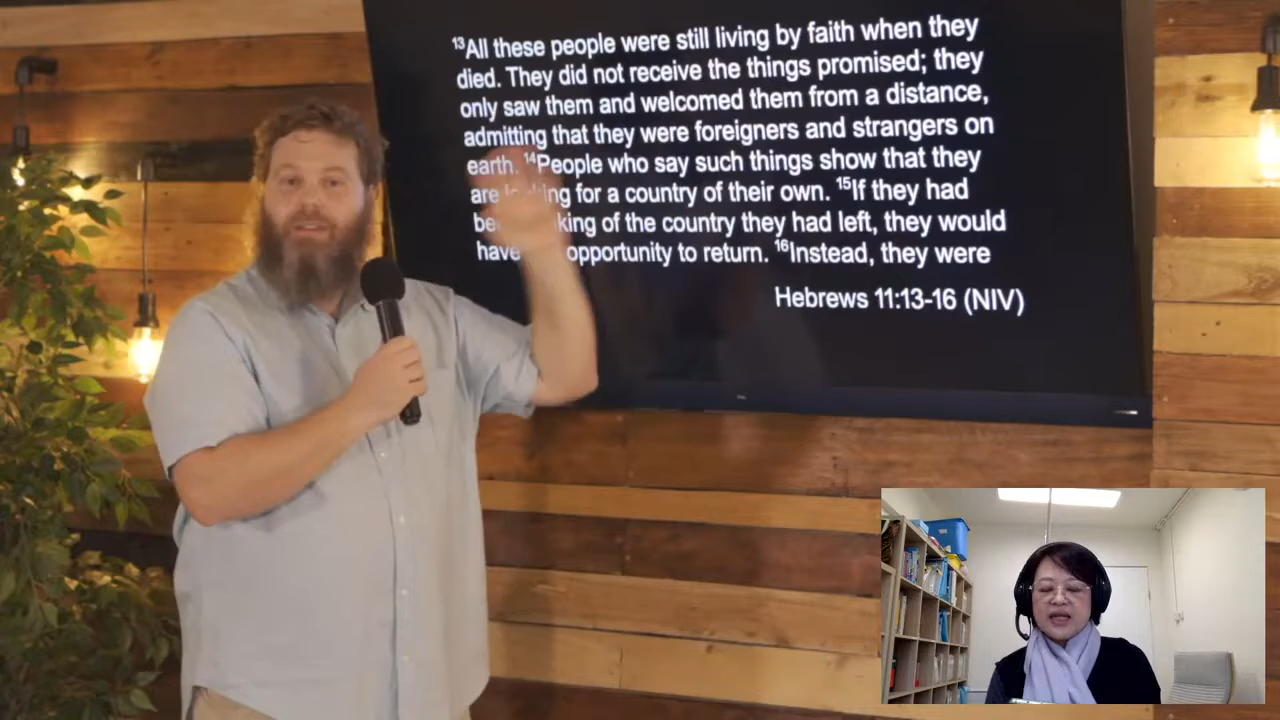 ¹³All these people were still living by faith when they
died. They did not receive the things promised; they
only saw them and welcomed them from a distance,
admitting that they were foreigners and strangers on
earth. ¹⁴People who say such things show that they
are looking for a country of their own. ¹⁵If they had
of the country they had left, they would
have opportunity to return. ¹⁶Instead, they were
Hebrews 11:13-16 (NIV)